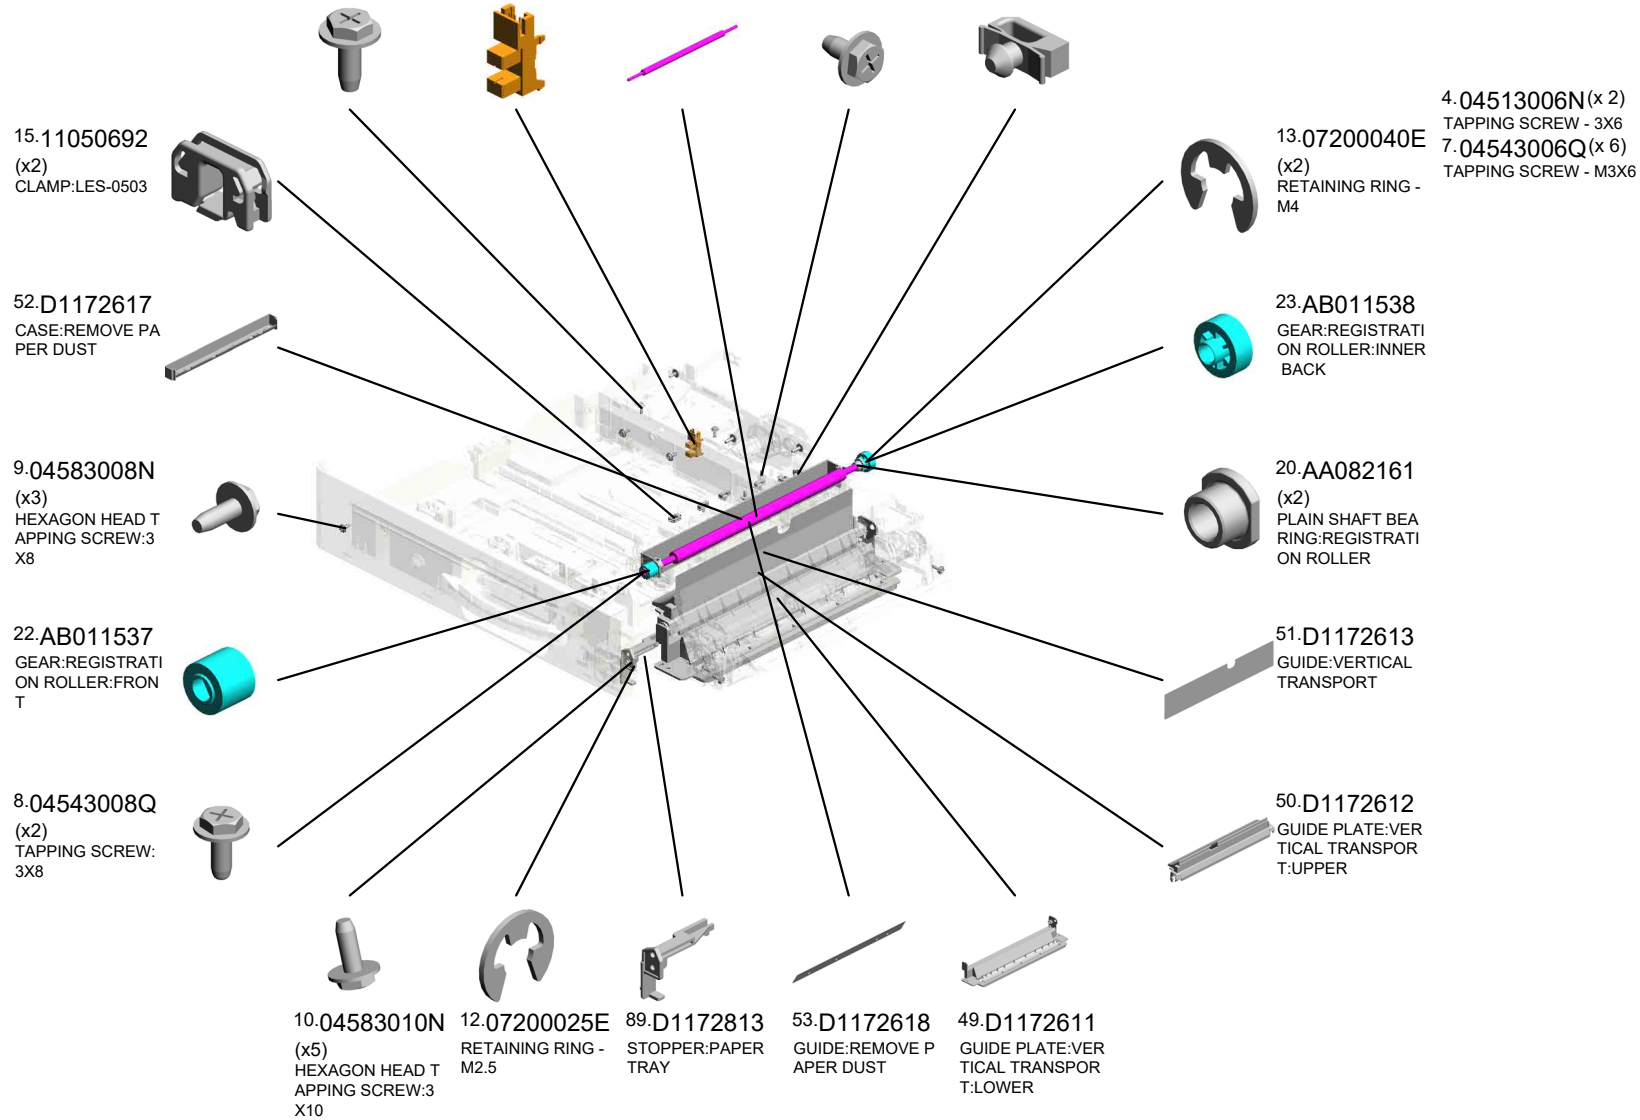 4.04513006N (x 2)
TAPPING SCREW - 3X6
7.04543006Q (x 6)
TAPPING SCREW - M3X6
15.11050692
(x2)
CLAMP:LES-0503
13.07200040E
(x2)
RETAINING RING -
M4
52.D1172617
CASE:REMOVE PA
PER DUST
23.AB011538
GEAR:REGISTRATI
ON ROLLER:INNER
BACK
9.04583008N
(x3)
HEXAGON HEAD T
APPING SCREW:3
X8
20.AA082161
(x2)
PLAIN SHAFT BEA
RING:REGISTRATI
ON ROLLER
22.AB011537
GEAR:REGISTRATI
ON ROLLER:FRON
T
51.D1172613
GUIDE:VERTICAL
TRANSPORT
8.04543008Q
(x2)
TAPPING SCREW:
3X8
50.D1172612
GUIDE PLATE:VER
TICAL TRANSPOR
T:UPPER
10.04583010N
(x5)
HEXAGON HEAD T
APPING SCREW:3
X10
12.07200025E
RETAINING RING -
M2.5
89.D1172813
STOPPER:PAPER
TRAY
53.D1172618
GUIDE:REMOVE P
APER DUST
49.D1172611
GUIDE PLATE:VER
TICAL TRANSPOR
T:LOWER